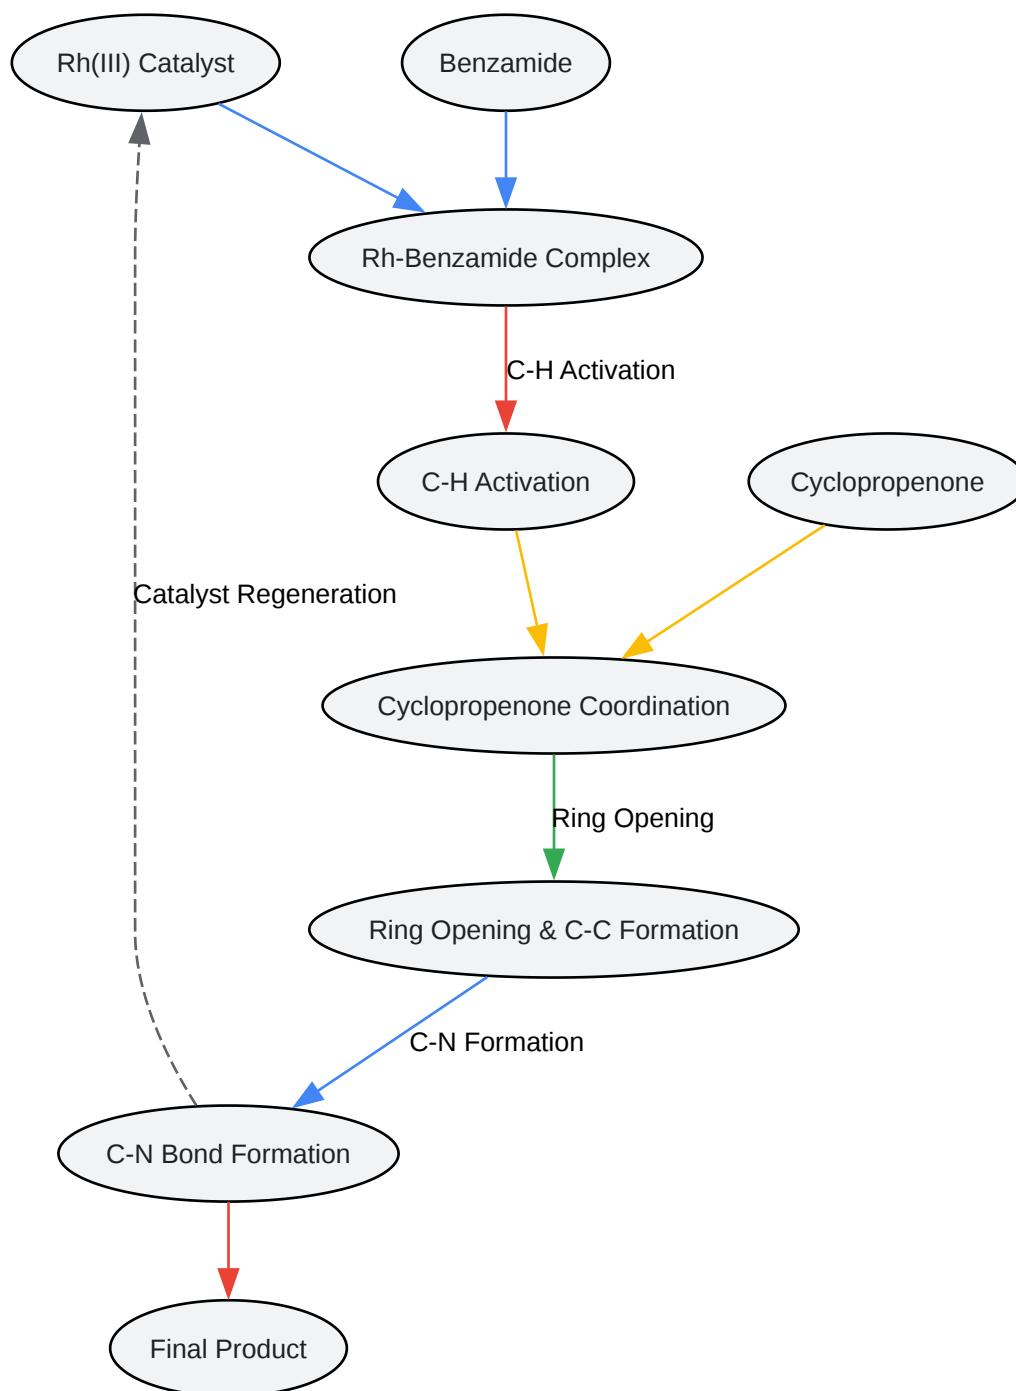 Rh(III) Catalyst
Benzamide
Rh-Benzamide Complex
C-H Activation
C-H Activation
Cyclopropenone
Catalyst Regeneration
Cyclopropenone Coordination
Ring Opening
Ring Opening & C-C Formation
C-N Formation
C-N Bond Formation
Final Product